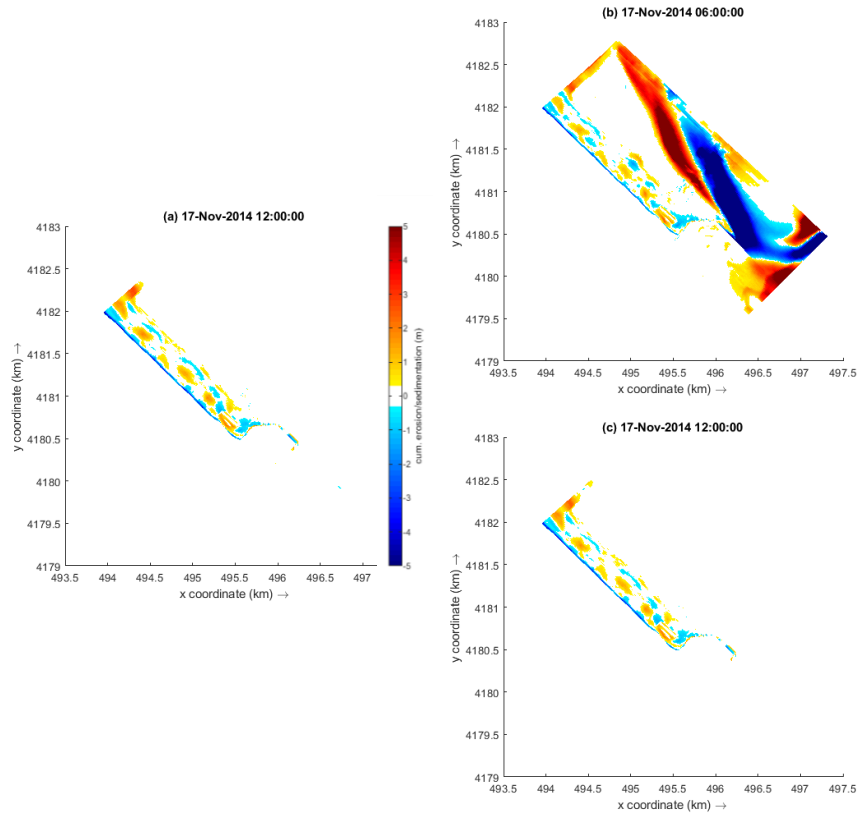 (b) 17-Nov-2014 06:00:00
4183
4182.5
4182
4181.5
4181
4180.5
4180
4179.5
4179
y coordinate (km) →
493.5 494 494.5 495 495.5 496 496.5 497 497.5
x coordinate (km) →
(a) 17-Nov-2014 12:00:00
4183
4182.5
4182
4181.5
4181
4180.5
4180
4179.5
4179
y coordinate (km) →
493.5 494 494.5 495 495.5 496 496.5 497
x coordinate (km) →
5
4
3
2
1
0
-1
-2
-3
-4
-5
cum. erosion/sedimentation (m)
(c) 17-Nov-2014 12:00:00
4183
4182.5
4182
4181.5
4181
4180.5
4180
4179.5
4179
y coordinate (km) →
493.5 494 494.5 495 495.5 496 496.5 497 497.5
x coordinate (km) →